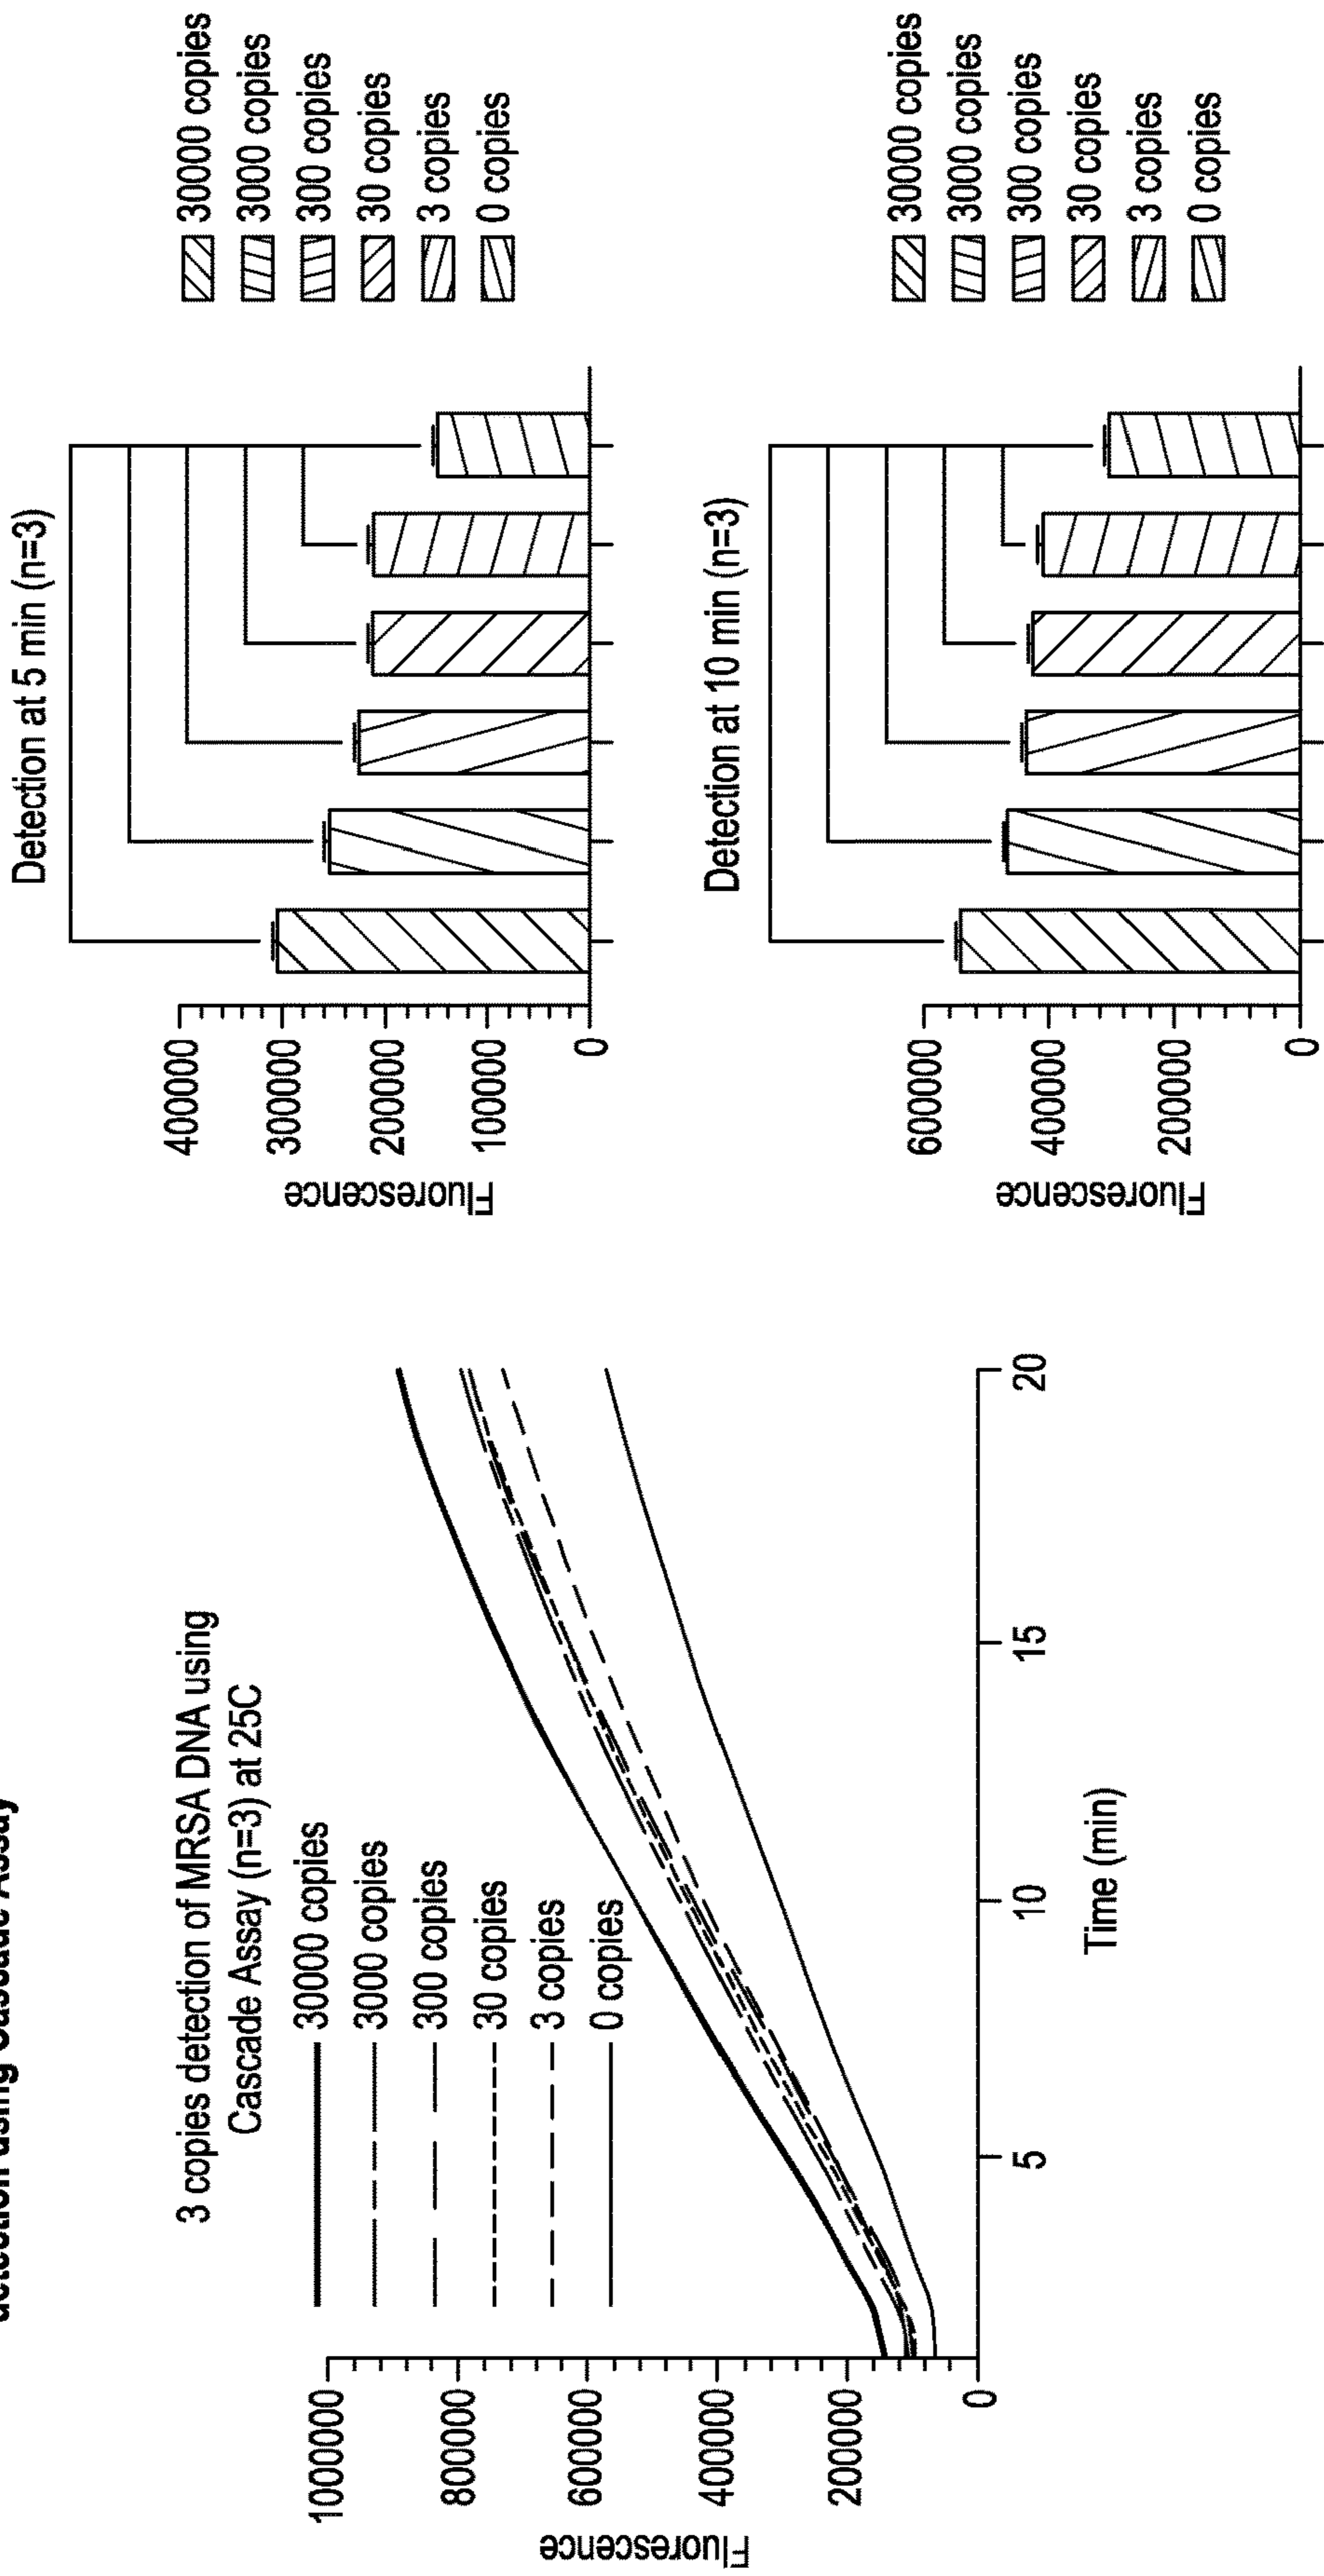 detection using Cascade Assay
3 copies detection of MRSA DNA using
Cascade Assay (n=3) at 25C
30000 copies
3000 copies
300 copies
30 copies
3 copies
0 copies
Fluorescence
1000000
800000
600000
400000
200000
0
5
10
15
20
Time (min)
Detection at 5 min (n=3)
Fluorescence
400000
300000
200000
100000
0
30000 copies
3000 copies
300 copies
30 copies
3 copies
0 copies
Detection at 10 min (n=3)
Fluorescence
600000
400000
200000
0
30000 copies
3000 copies
300 copies
30 copies
3 copies
0 copies